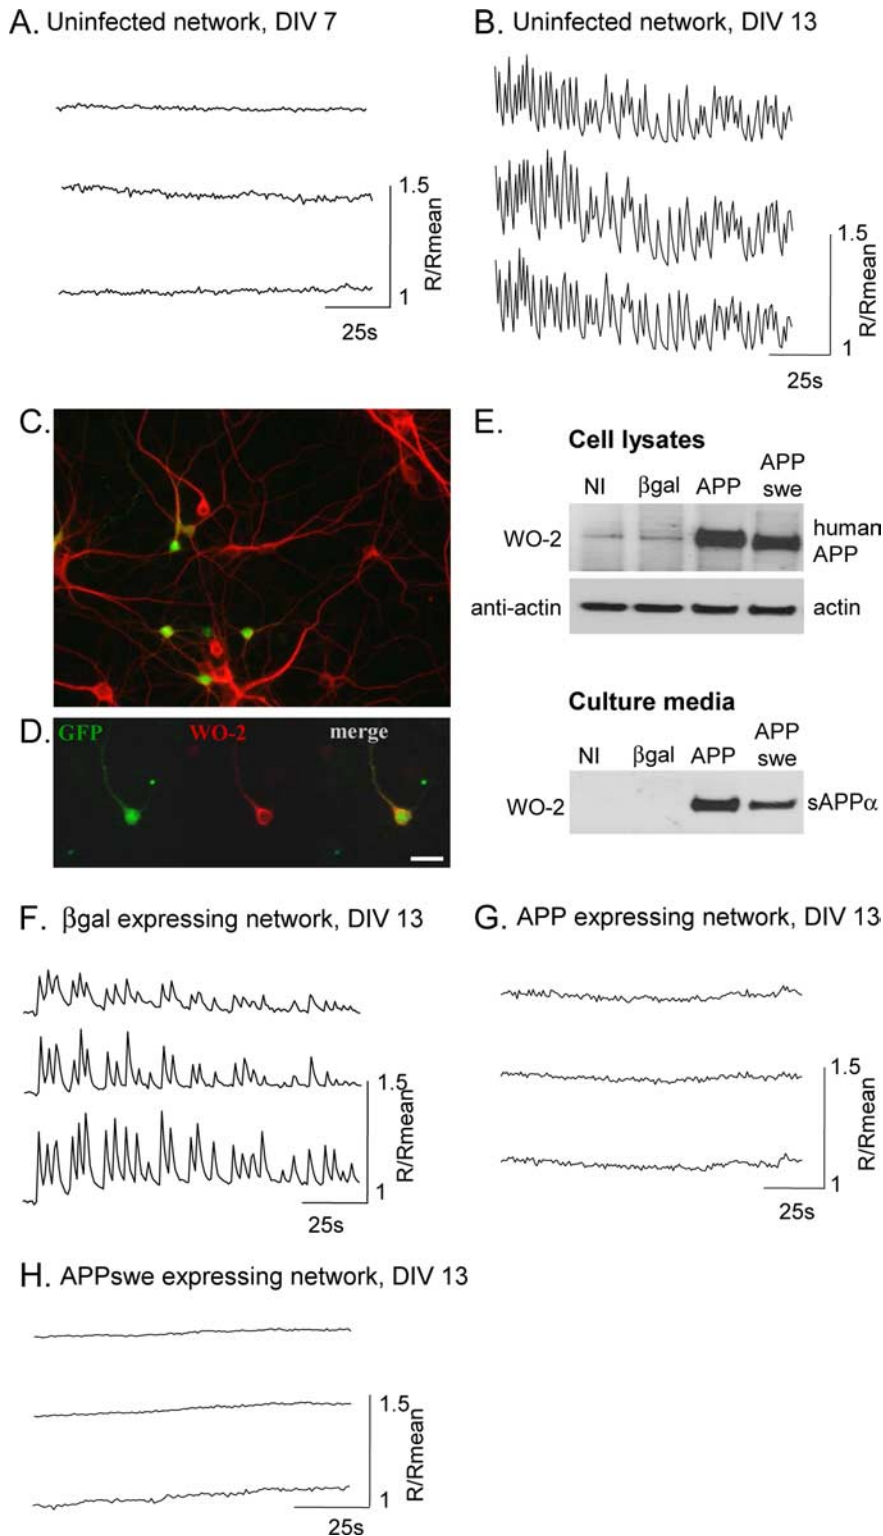 A. Uninfected network, DIV 7
1.5
R/Rmean
1
25s
B. Uninfected network, DIV 13
1.5
R/Rmean
1
25s
C.
D.
GFP WO-2 merge
E.
Cell lysates
NI βgal APP APP swe
WO-2 human APP
anti-actin actin
Culture media
NI βgal APP APP swe
WO-2 sAPPα
F. βgal expressing network, DIV 13
1.5
R/Rmean
1
25s
G. APP expressing network, DIV 13
1.5
R/Rmean
1
25s
H. APPswe expressing network, DIV 13
1.5
R/Rmean
1
25s